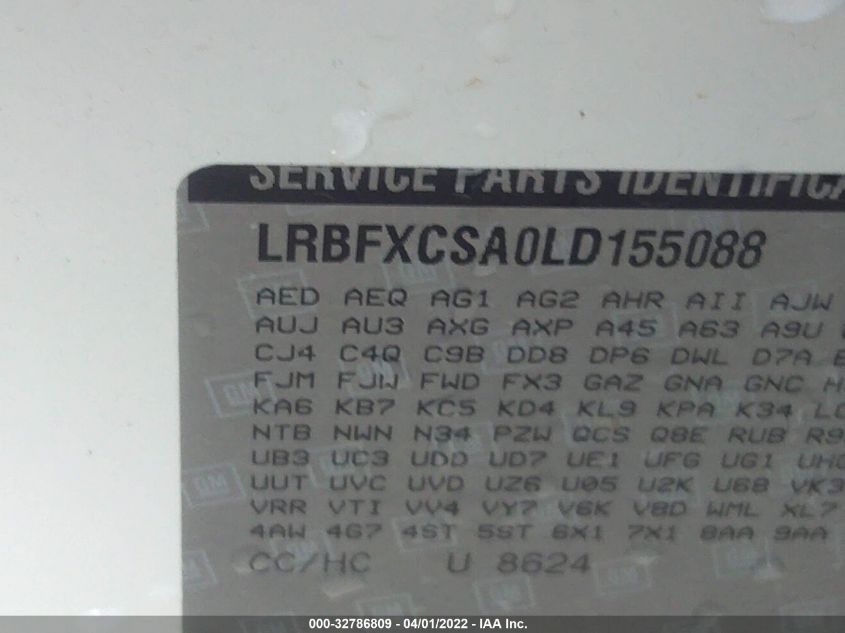 SERVICE PARTS
LRBFXCSA0LD155088
AED AEQ AG1 AG2 AHR AII AJW
AUJ AU3 AXG AXP A45 A63 A9U
CJ4 C4Q C9B DD8 DP6 DWL D7A
FJM FJW FWD FX3 GAZ GNA GNC
KA6 KB7 KC5 KD4 KL9 KPA K34
NTB NWN N34 PZW QCS Q8E RUB
UB3 UC3 UDD UD7 UE1 UFG UG1
UUT UVC UVD UZ6 U05 U2K U68 VK3
VRR VTI VV4 VY7 V6K V8D WML XL7
4AW 4G7 4ST 5ST 6X1 7X1 8AA 9AA
CC/HC U 8624
000-32786809 - 04/01/2022 - IAA Inc.